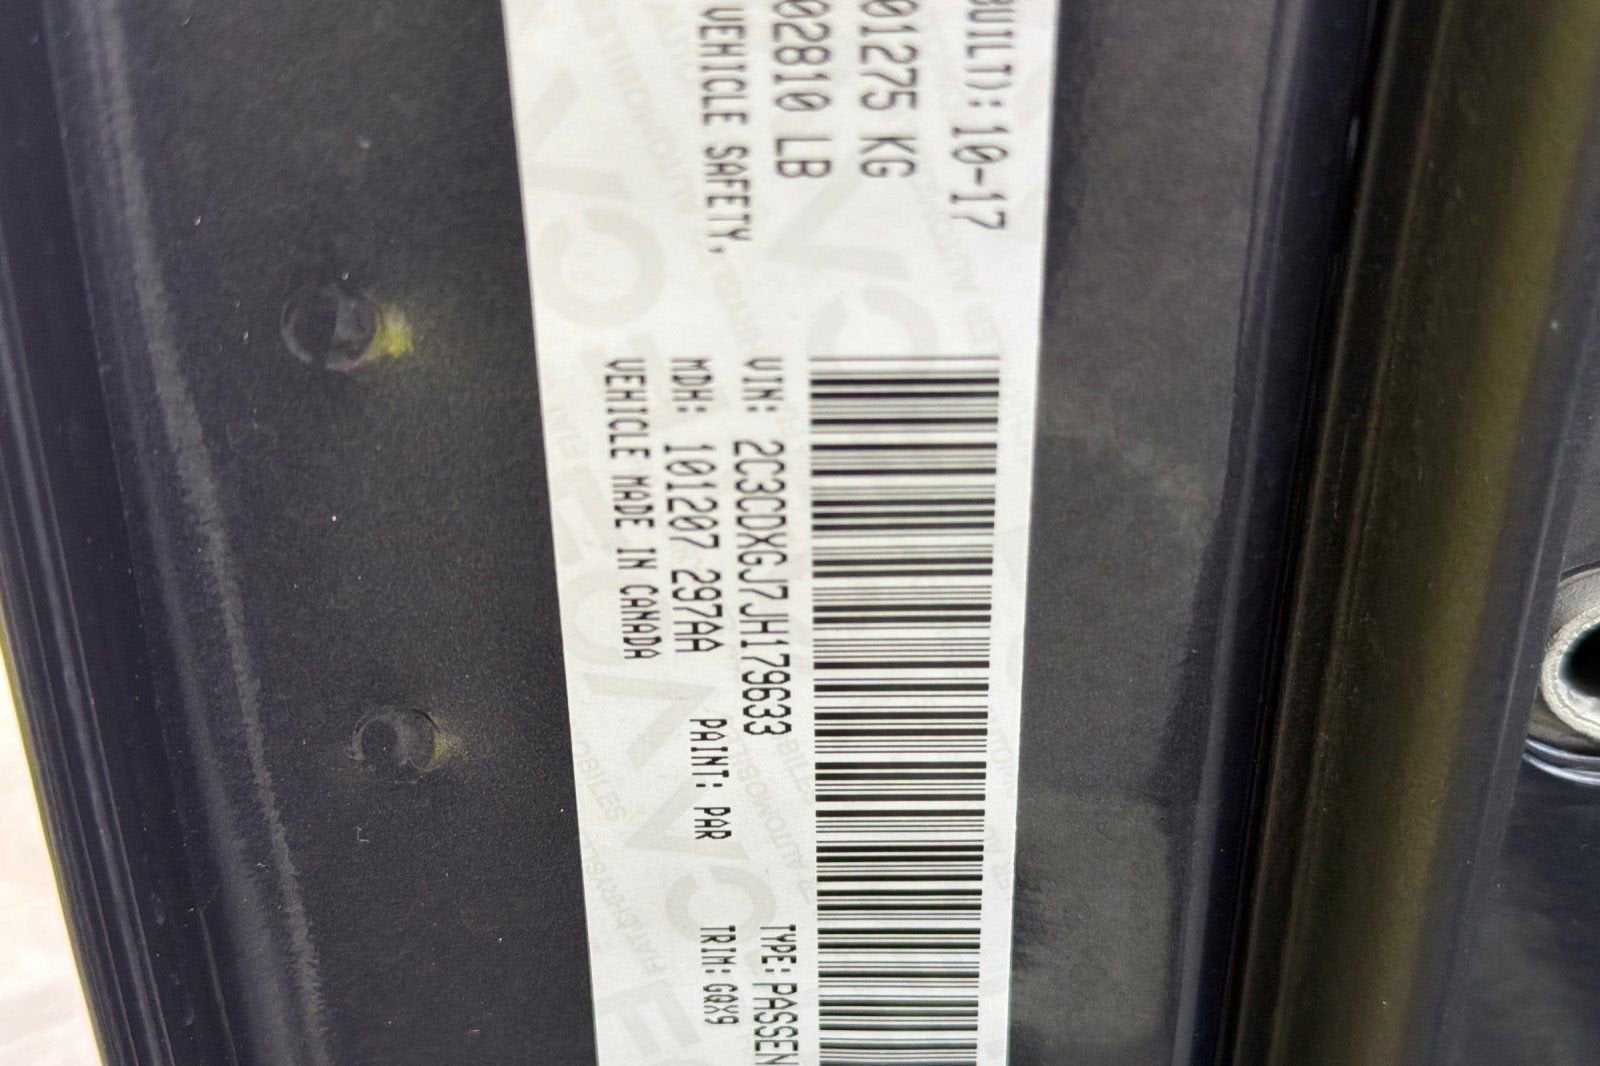 BUILT): 10-17
01275 KG
02810 LB
VEHICLE SAFETY,
VIN: 2C3CDXGJ7JH179633
TYPE: PASSEN
MDH: 101207 297AA PAINT: PAR TRIM: GQX9
VEHICLE MADE IN CANADA